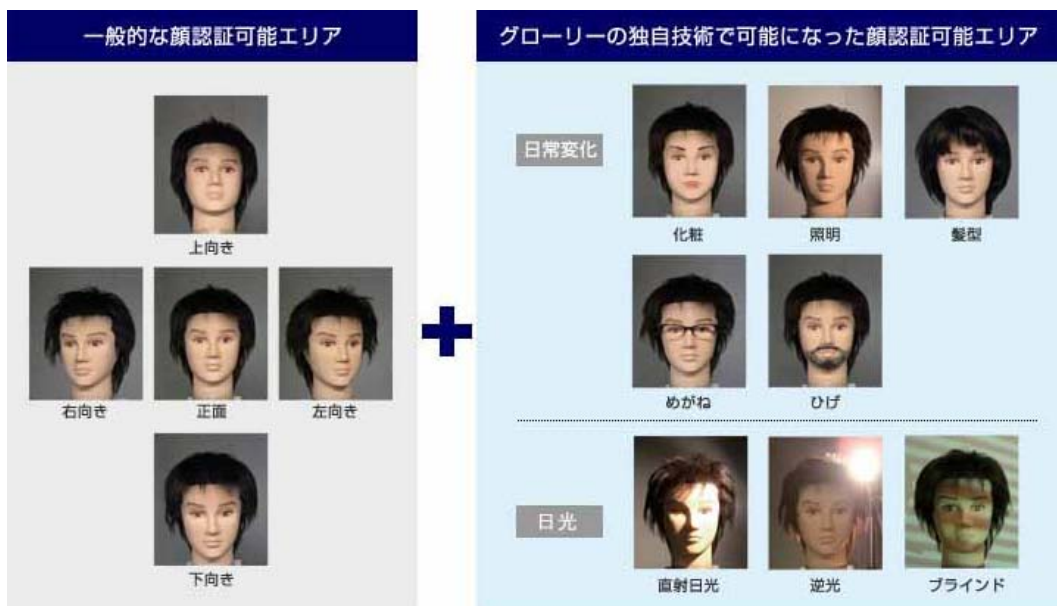 一般的な顔認証可能エリア
上向き
右向き
正面
左向き
下向き
グローリーの独自技術で可能になった顔認証可能エリア
日常変化
化粧
照明
髪型
めがね
ひげ
日光
直射日光
逆光
ブラインド